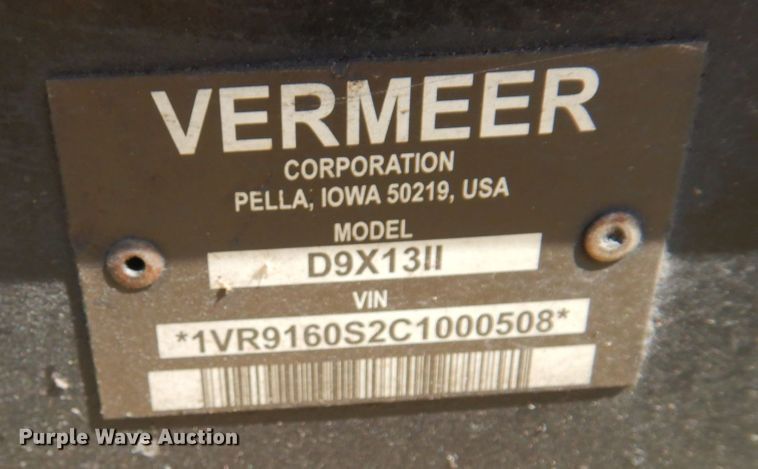 VERMEER
CORPORATION
PELLA, IOWA 50219, USA
MODEL
D9X13II
VIN
*1VR9160S2C1000508*
Purple Wave Auction